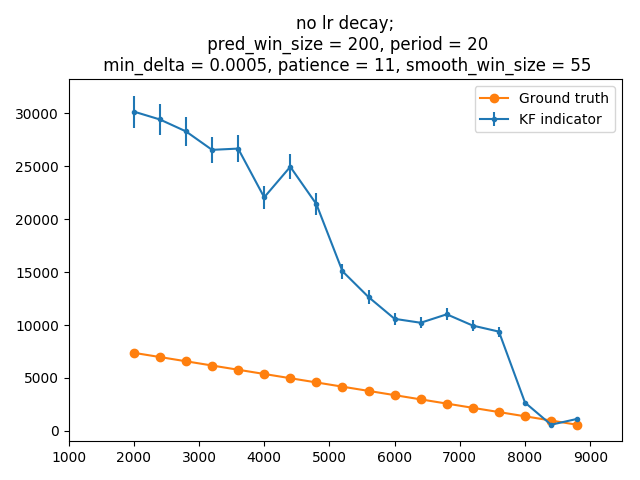 no lr decay;
pred_win_size = 200, period = 20
min_delta = 0.0005, patience = 11, smooth_win_size = 55
Ground truth
KF indicator
30000
25000
20000
15000
10000
5000
0
1000 2000 3000 4000 5000 6000 7000 8000 9000